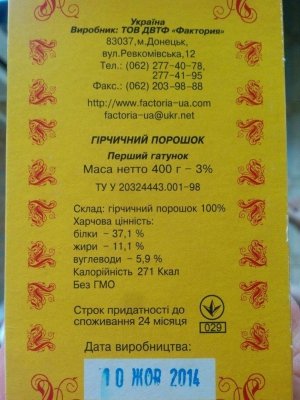 Україна
Виробник: ТОВ ДВТФ «Фактория»
83037,м.Донецьк,
вул.Ревкомівська,12
Тел.: (062) 277-40-78,
277-41-95
Факс.: (062) 203-98-88
http://www.factoria-ua.com
factoria-ua@ukr.net
ГІРЧИЧНИЙ ПОРОШОК
Перший гатунок
Маса нетто 400 г – 3%
ТУ У 20324443.001-98
Склад: гірчичний порошок 100%
Харчова цінність:
білки – 37,1 %
жири – 11,1 %
вуглеводи – 5,9 %
Калорійність 271 Ккал
Без ГМО
Строк придатності до
споживання 24 місяця
029
Дата виробництва:
10 ЖОВ 2014